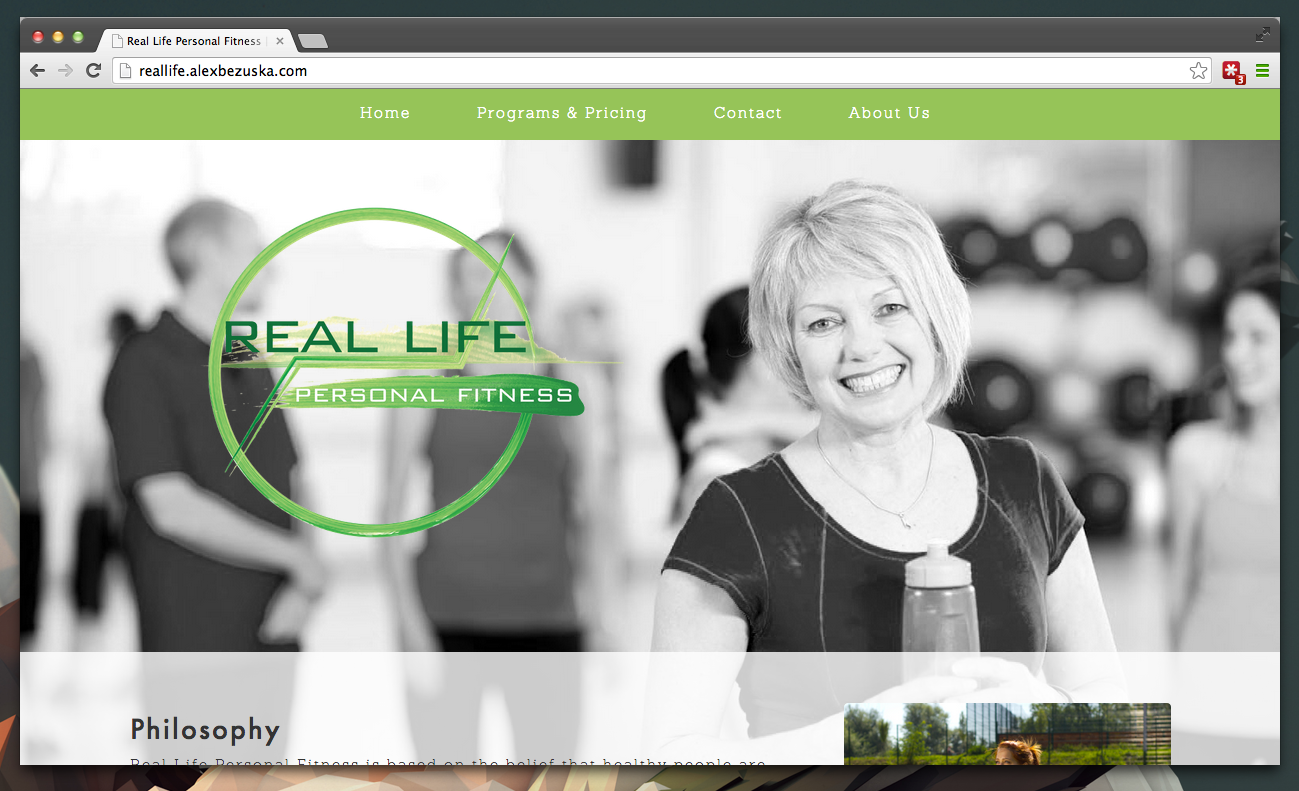 Real Life Personal Fitness |
reallife.alexbezuska.com
3
Home Programs & Pricing Contact About Us
REAL LIFE
PERSONAL FITNESS
Philosophy
Real Life Personal Fitness is based on the belief that healthy people are